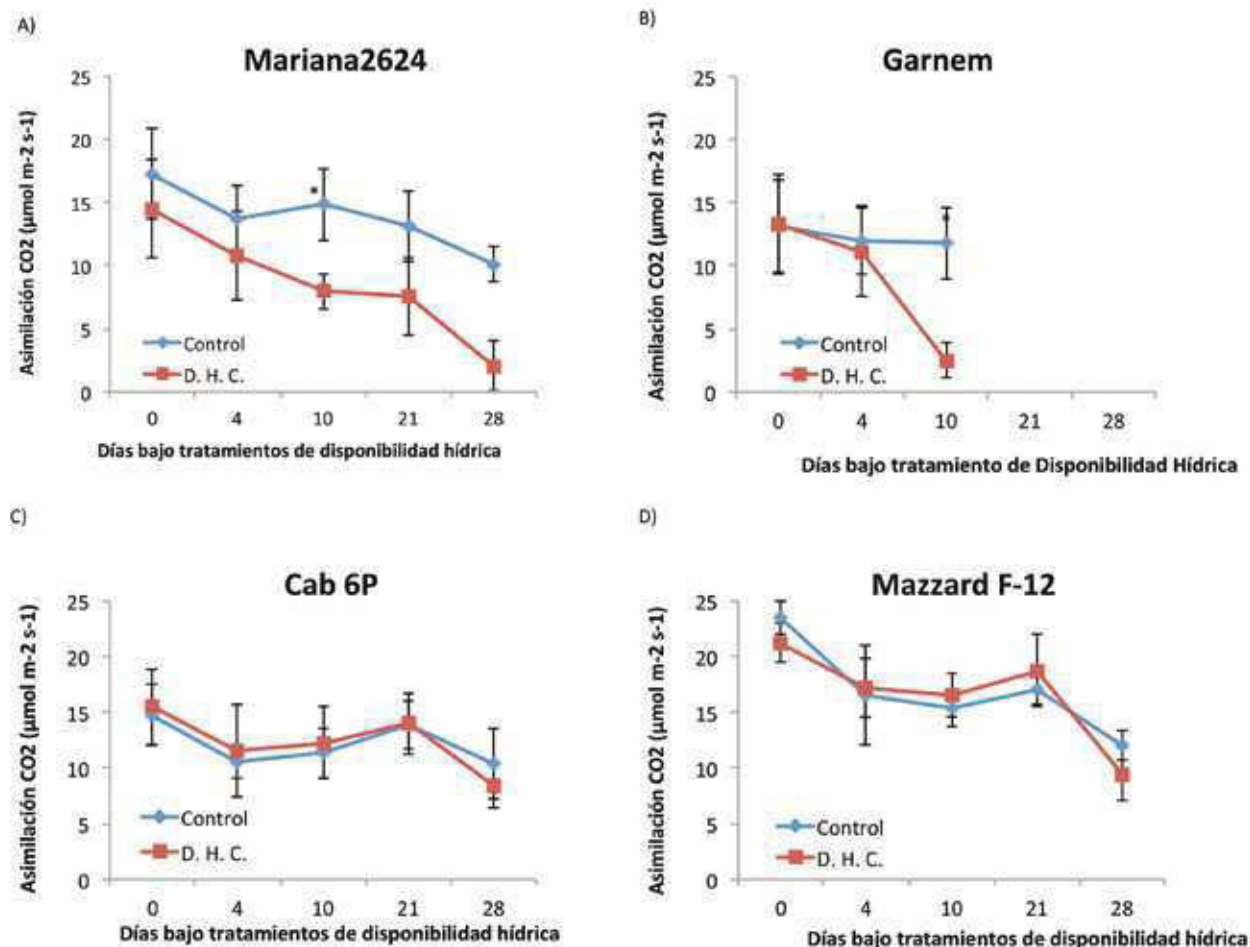 A)
Mariana2624
Asimilación CO2 (µmol m-2 s-1)
25
20
15
10
5
0
*
Control
D. H. C.
0 4 10 21 28
Días bajo tratamientos de disponibilidad hídrica
B)
Garnem
Asimilación CO2 (µmol m-2 s-1)
25
20
15
10
5
0
*
Control
D. H. C.
0 4 10 21 28
Días bajo tratamiento de Disponibilidad Hídrica
C)
Cab 6P
Asimilación CO2 (µmol m-2 s-1)
25
20
15
10
5
0
Control
D. H. C.
0 4 10 21 28
Días bajo tratamientos de disponibilidad hídrica
D)
Mazzard F-12
Asimilación CO2 (µmol m-2 s-1)
25
20
15
10
5
0
Control
D. H. C.
0 4 10 21 28
Días bajo tratamientos de disponibilidad hídrica